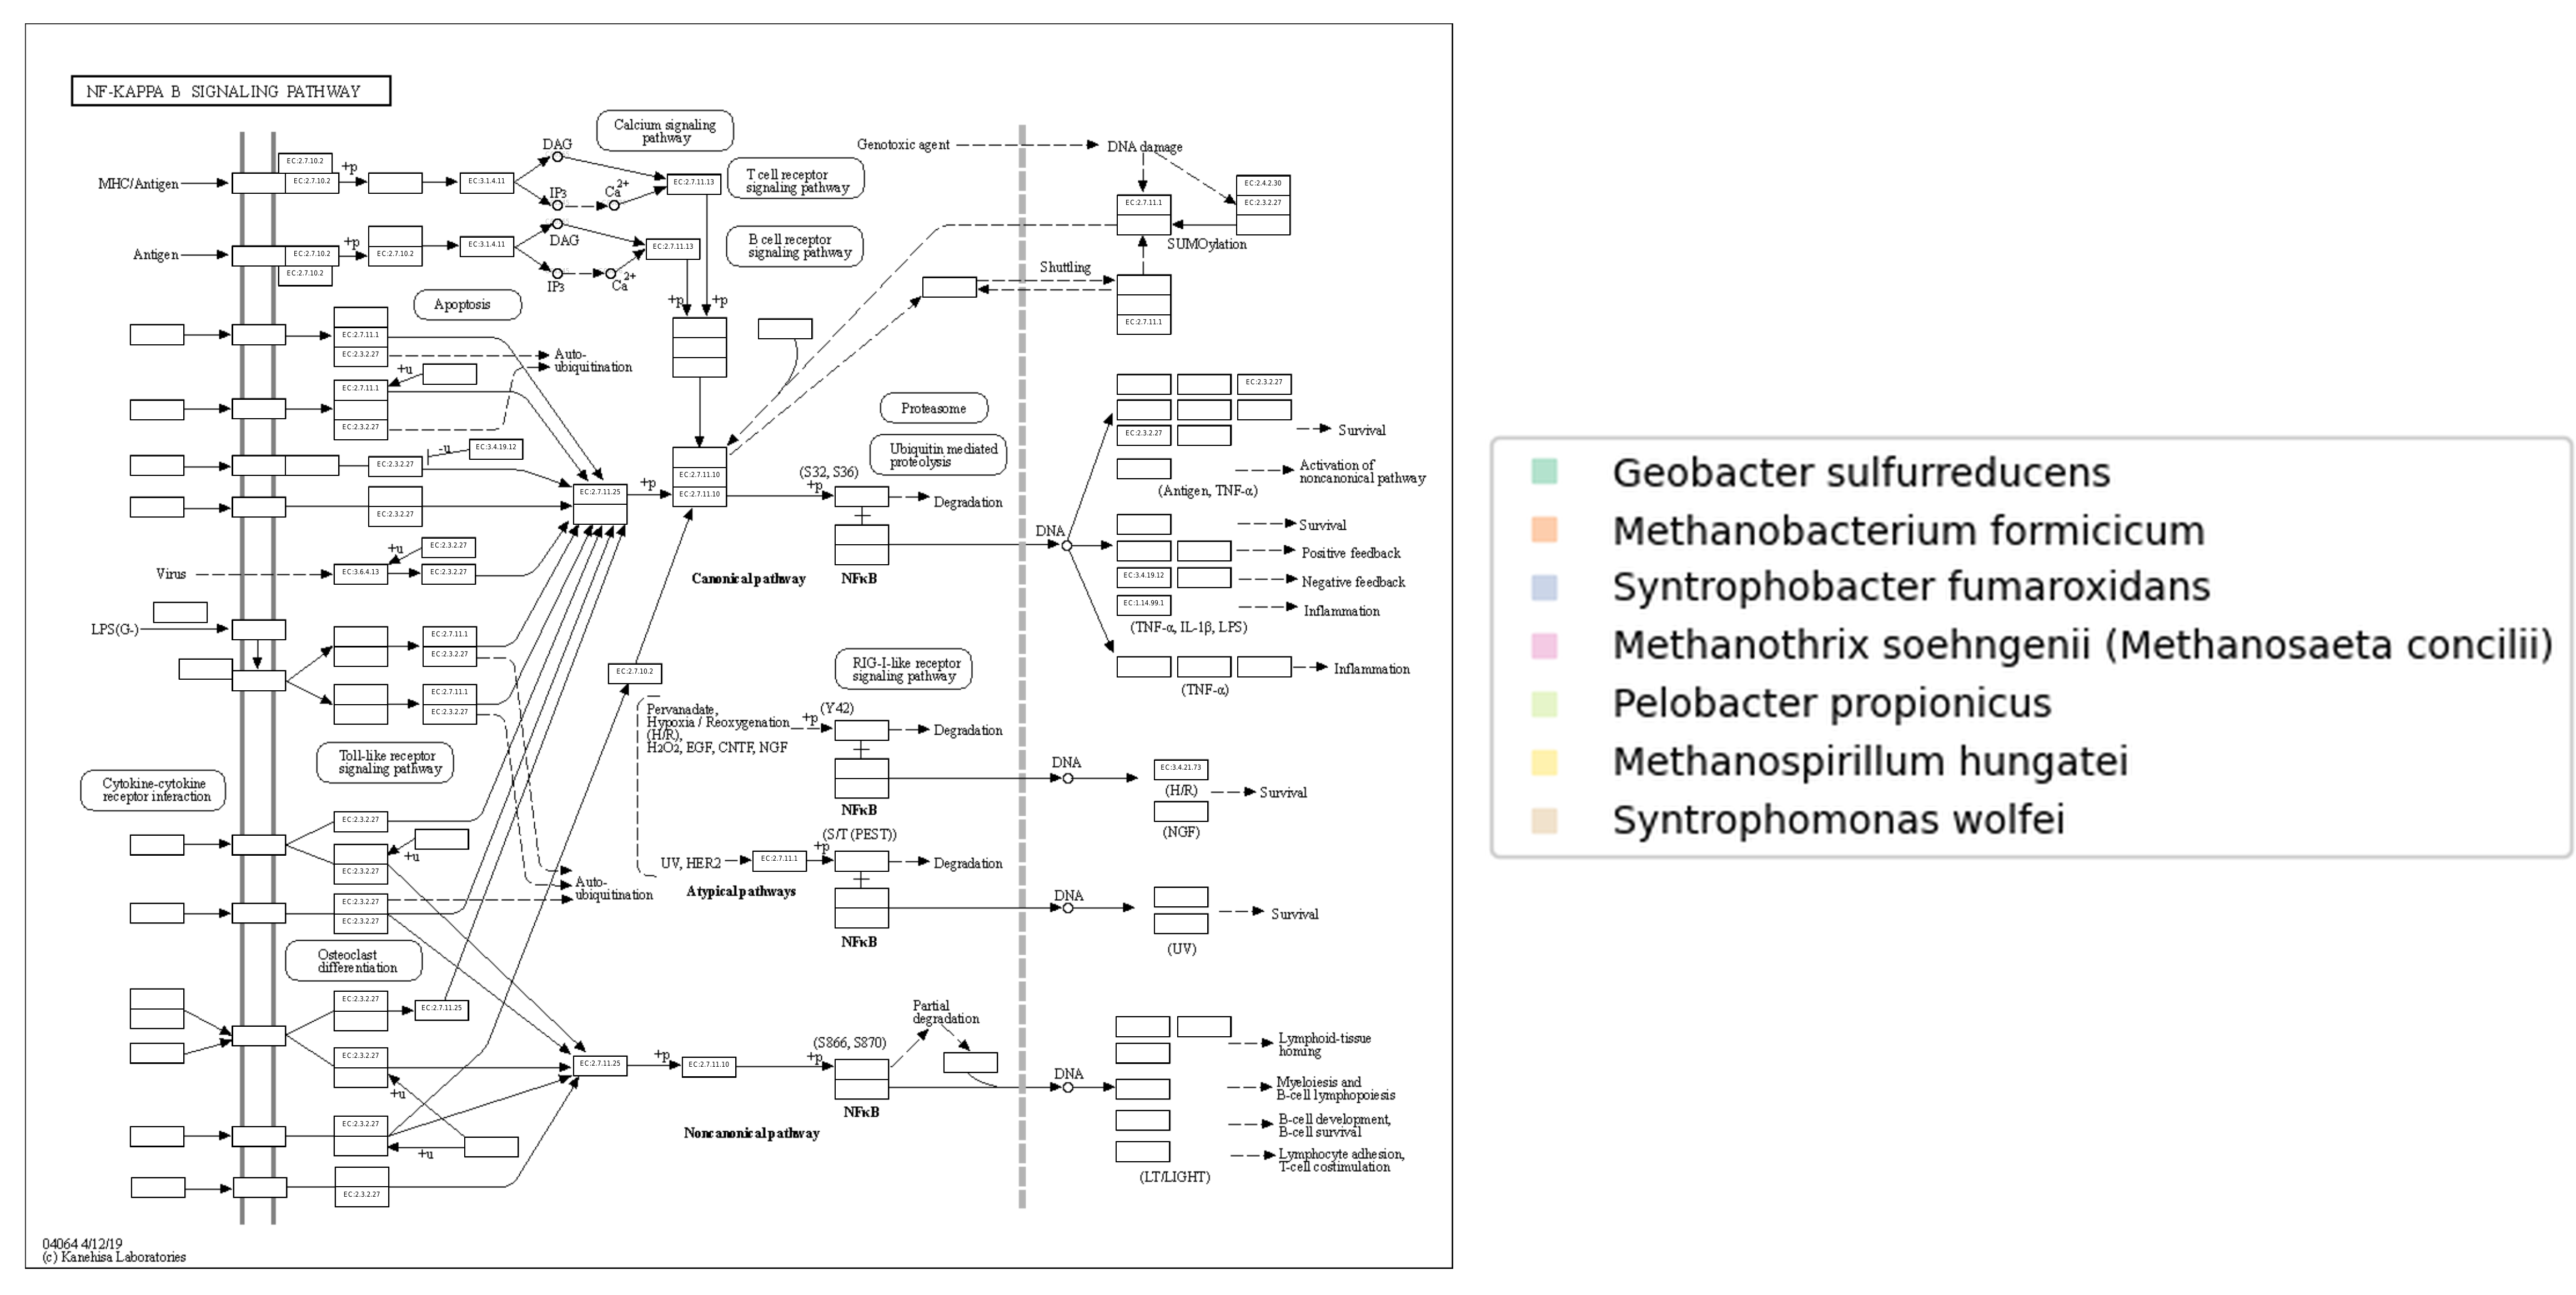 NF-KAPPA B SIGNALING PATHWAY
Calcium signaling
pathway
DAG
Genotoxic agent
DNA damage
EC:2.7.10.2
+p
MHC/Antigen
EC:2.7.10.2
EC:3.1.4.11
EC:2.7.11.13
T cell receptor
signaling pathway
EC:2.4.2.30
IP3
Ca2+
EC:2.7.11.1
EC:2.3.2.27
DAG
B cell receptor
signaling pathway
SUMOylation
+p
Antigen
EC:2.7.10.2
EC:2.7.10.2
EC:3.1.4.11
EC:2.7.11.13
EC:2.7.10.2
IP3
Ca2+
Shuttling
Apoptosis
+p
+p
EC:2.7.11.1
EC:2.7.11.1
EC:2.3.2.27
Auto-
ubiquitination
+u
EC:2.7.11.1
EC:2.3.2.27
EC:2.3.2.27
Proteasome
EC:2.3.2.27
Survival
-u
EC:3.4.19.12
Ubiquitin mediated
proteolysis
EC:2.3.2.27
EC:2.7.11.10
(S32, S36)
Activation of
noncanonical pathway
EC:2.7.11.25
+p
EC:2.7.11.10
+p
Degradation
(Antigen, TNF-α)
EC:2.3.2.27
Survival
DNA
+u
EC:2.3.2.27
Positive feedback
Virus
EC:3.6.4.13
EC:2.3.2.27
Canonical pathway
NFκB
EC:3.4.19.12
Negative feedback
EC:1.14.99.1
Inflammation
LPS(G-)
(TNF-α, IL-1β, LPS)
EC:2.7.11.1
EC:2.3.2.27
RIG-I-like receptor
signaling pathway
EC:2.7.10.2
Inflammation
EC:2.7.11.1
EC:2.3.2.27
(TNF-α)
Pervanadate,
Hypoxia / Reoxygenation
(H/R),
H2O2, EGF, CNTF, NGF
+p
(Y42)
Degradation
Toll-like receptor
signaling pathway
Cytokine-cytokine
receptor interaction
DNA
EC:3.4.21.73
(H/R)
Survival
NFκB
(NGF)
EC:2.3.2.27
(S/T (PEST))
+u
UV, HER2
EC:2.7.11.1
+p
Degradation
EC:2.3.2.27
Auto-
ubiquitination
Atypical pathways
EC:2.3.2.27
EC:2.3.2.27
DNA
Survival
NFκB
(UV)
Osteoclast
differentiation
EC:2.3.2.27
EC:2.7.11.25
Partial
degradation
(S866, S870)
EC:2.3.2.27
EC:2.7.11.25
+p
EC:2.7.11.10
+p
Lymphoid-tissue
homing
DNA
+u
NFκB
Myeloiesis and
B-cell lymphopoiesis
EC:2.3.2.27
+u
Noncanonical pathway
B-cell development,
B-cell survival
Lymphocyte adhesion,
T-cell costimulation
EC:2.3.2.27
(LT/LIGHT)
04064 4/12/19
(c) Kanehisa Laboratories
Geobacter sulfurreducens
Methanobacterium formicicum
Syntrophobacter fumaroxidans
Methanothrix soehngenii (Methanosaeta concilii)
Pelobacter propionicus
Methanospirillum hungatei
Syntrophomonas wolfei